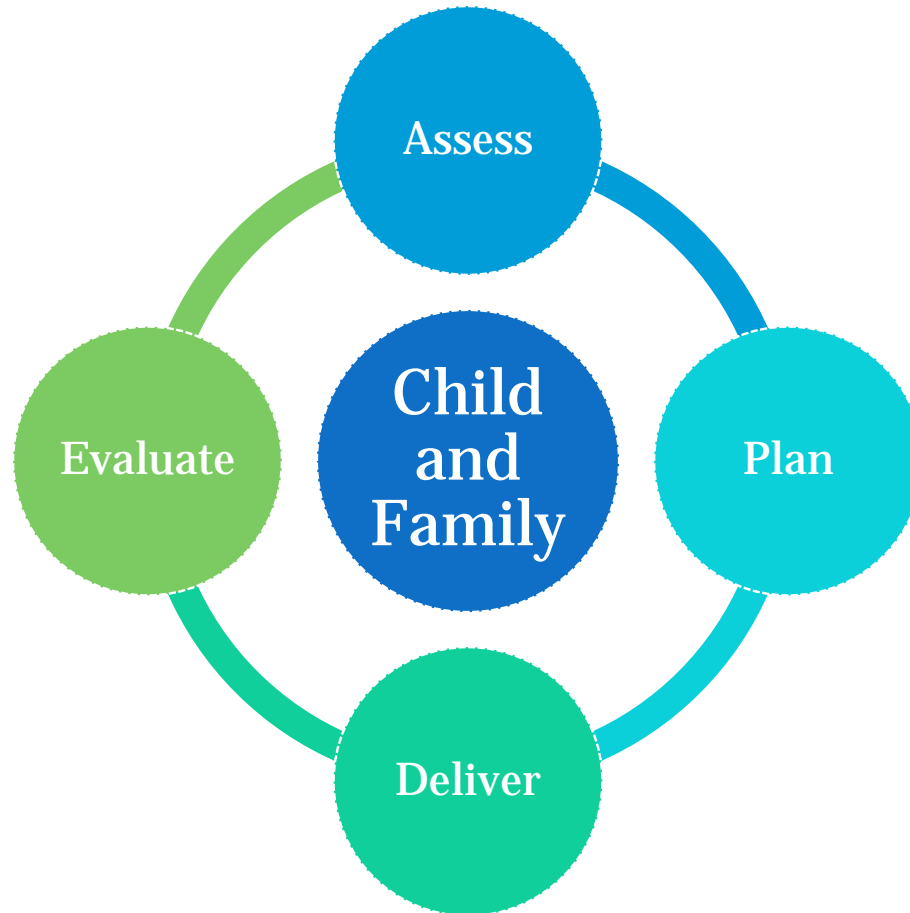 Assess
Child
and
Family
Evaluate
Plan
Deliver